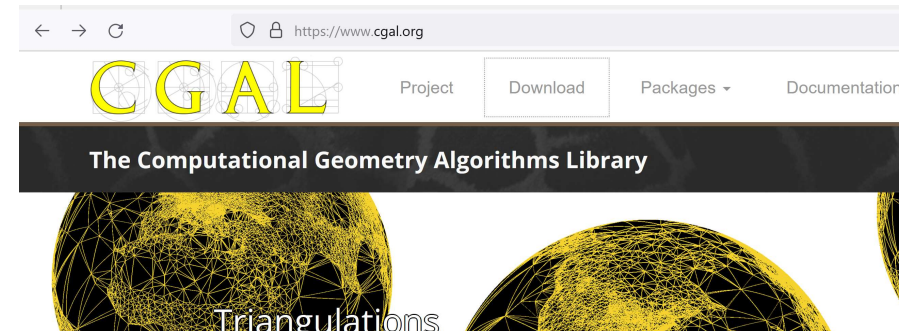 https://www.cgal.org
CGAL Project Download Packages Documentation
The Computational Geometry Algorithms Library
Triangulations